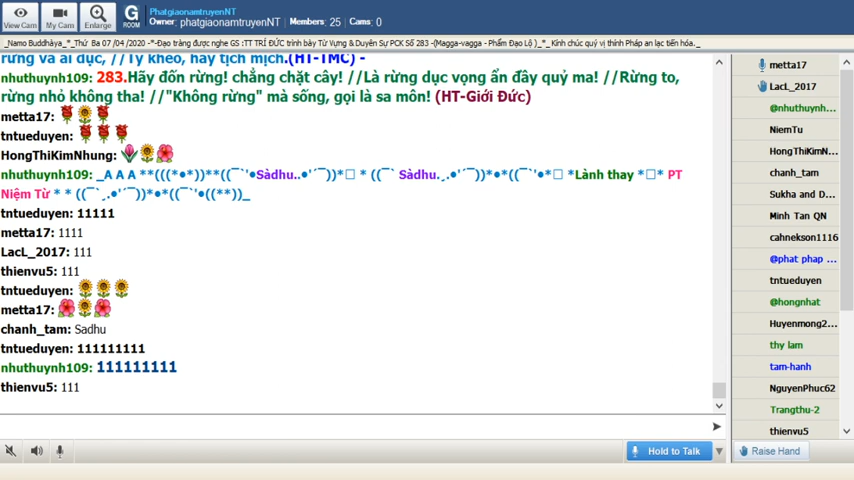 View Cam
My Cam
Enlarge
G
ROOM
PhatgiaonamtruyenNT
Owner: phatgiaonamtruyenNT | Members: 25 | Cams: 0
_Namo Buddhàya_*_Thứ Ba 07 /04 /2020 -*-Đạo tràng được nghe GS :TT TRÍ ĐỨC trình bày Từ Vựng & Duyên Sự PCK Số 283 -(Magga-vagga - Phẩm Đạo Lộ )_*_ Kính chúc quý vị thính Pháp an lạc tiến hóa._
rừng và ái dục, //Tỳ kheo, hãy tịch mịch.(HT-TMC) -
nhuthuynh109: 283.Hãy đốn rừng! chẳng chặt cây! //Là rừng dục vọng ẩn đầy quỷ ma! //Rừng to,
rừng nhỏ không tha! //"Không rừng" mà sống, gọi là sa môn! (HT-Giới Đức)
metta17:
tntueduyen:
HongThiKimNhung:
nhuthuynh109: _A A A **(((*●*))**((¯`'●Sàdhu..●'´¯))*□ * ((¯` Sàdhu.¸.●'´¯))*●*((¯`'●*□ *Lành thay *□* PT
Niệm Từ * * ((¯`¸.●'´¯))*●*((¯`'●((**))_
tntueduyen: 11111
metta17: 1111
LacL_2017: 111
thienvu5: 111
tntueduyen:
metta17:
chanh_tam: Sadhu
tntueduyen: 111111111
nhuthuynh109: 111111111
thienvu5: 111
Hold to Talk
metta17
LacL_2017
@nhuthuynh...
NiemTu
HongThiKimN...
chanh_tam
Sukha and D...
Minh Tan QN
cahnekson1116
@phat phap ...
tntueduyen
@hongnhat
Huyenmong2...
thy lam
tam-hanh
NguyenPhuc62
Trangthu-2
thienvu5
Raise Hand